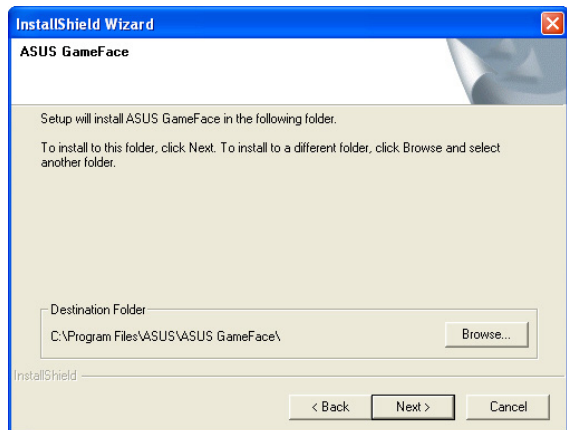 InstallShield Wizard
ASUS GameFace
Setup will install ASUS GameFace in the following folder.
To install to this folder, click Next. To install to a different folder, click Browse and select
another folder.
Destination Folder
C:\Program Files\ASUS\ASUS GameFace\
Browse...
InstallShield
< Back
Next >
Cancel